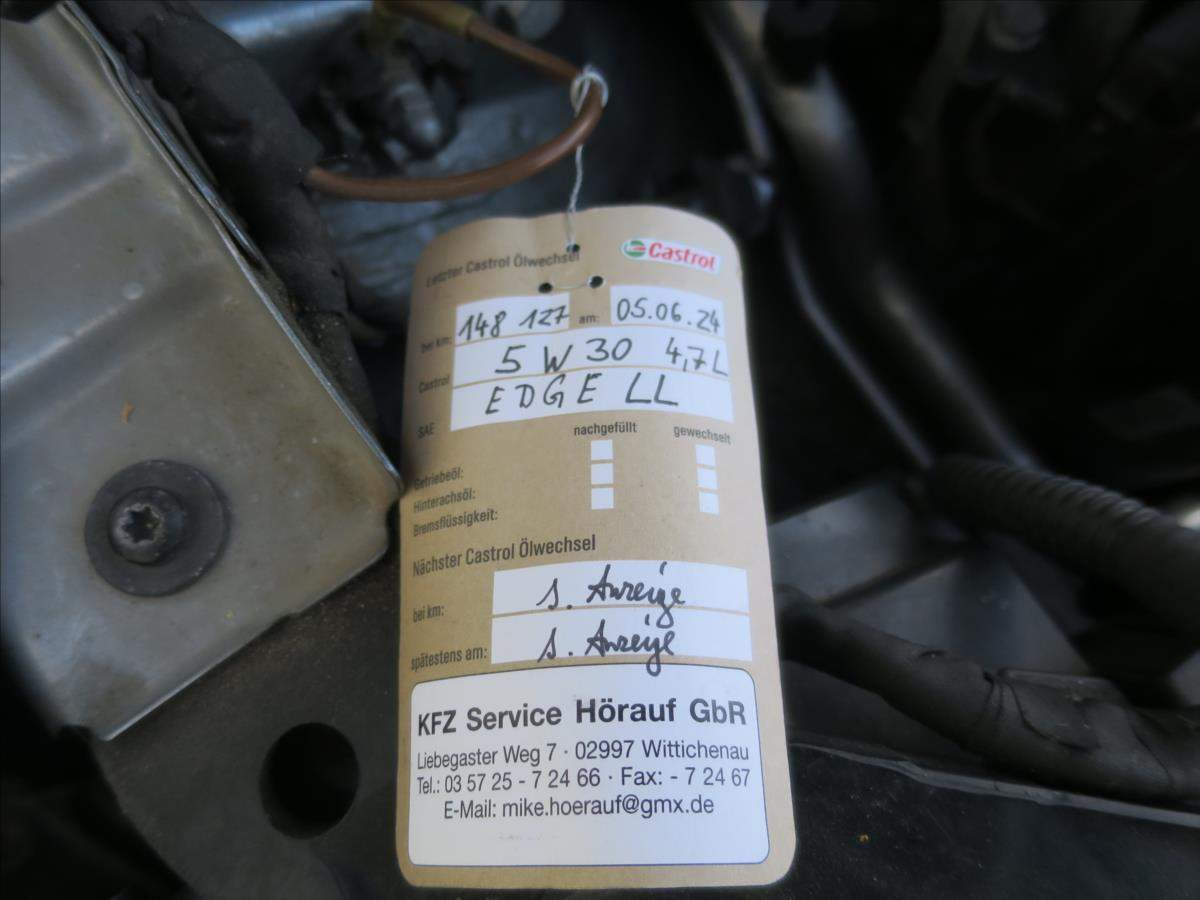 Letzter Castrol Ölwechsel
Castrol
bei km: 148 127 am: 05.06.24
Castrol 5 W 30 4,7 L
SAE EDGE LL
nachgefüllt gewechselt
Getriebeöl:
Hinterachsöl:
Bremsflüssigkeit:
Nächster Castrol Ölwechsel
bei km: s. Anzeige
spätestens am: s. Anzeige
KFZ Service Hörauf GbR
Liebegaster Weg 7 · 02997 Wittichenau
Tel.: 03 57 25 - 7 24 66 · Fax: - 7 24 67
E-Mail: mike.hoerauf@gmx.de